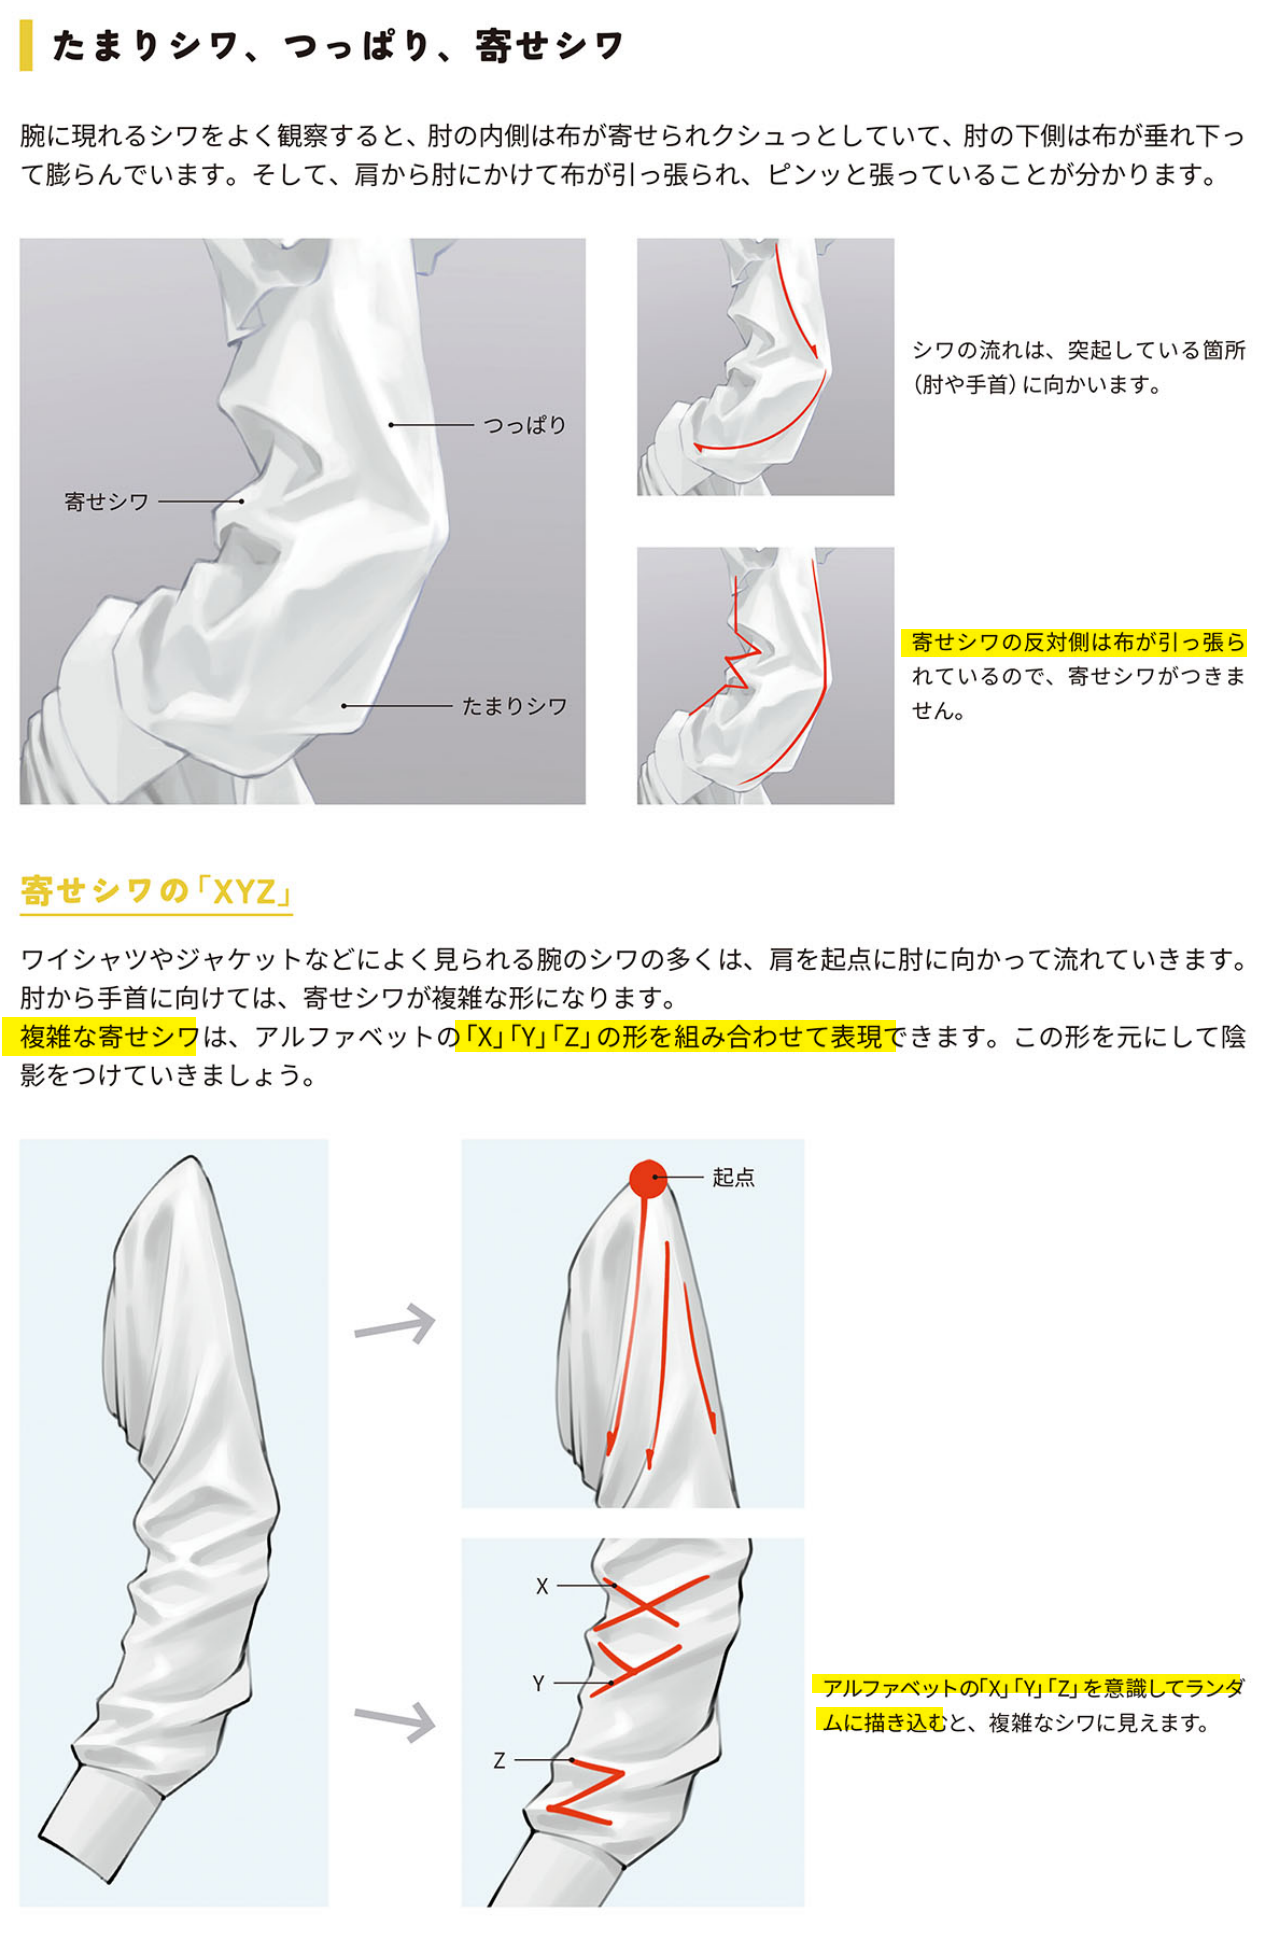 たまりシワ、つっぱり、寄せシワ
腕に現れるシワをよく観察すると、肘の内側は布が寄せられクシュっとしていて、肘の下側は布が垂れ下っ
て膨らんでいます。そして、肩から肘にかけて布が引っ張られ、ピンッと張っていることが分かります。
つっぱり
寄せシワ
たまりシワ
シワの流れは、突起している箇所
（肘や手首）に向かいます。
寄せシワの反対側は布が引っ張ら
れているので、寄せシワがつきま
せん。
寄せシワの「XYZ」
ワイシャツやジャケットなどによく見られる腕のシワの多くは、肩を起点に肘に向かって流れていきます。
肘から手首に向けては、寄せシワが複雑な形になります。
複雑な寄せシワは、アルファベットの「X」「Y」「Z」の形を組み合わせて表現できます。この形を元にして陰
影をつけていきましょう。
起点
X
Y
Z
アルファベットの「X」「Y」「Z」を意識してランダ
ムに描き込むと、複雑なシワに見えます。